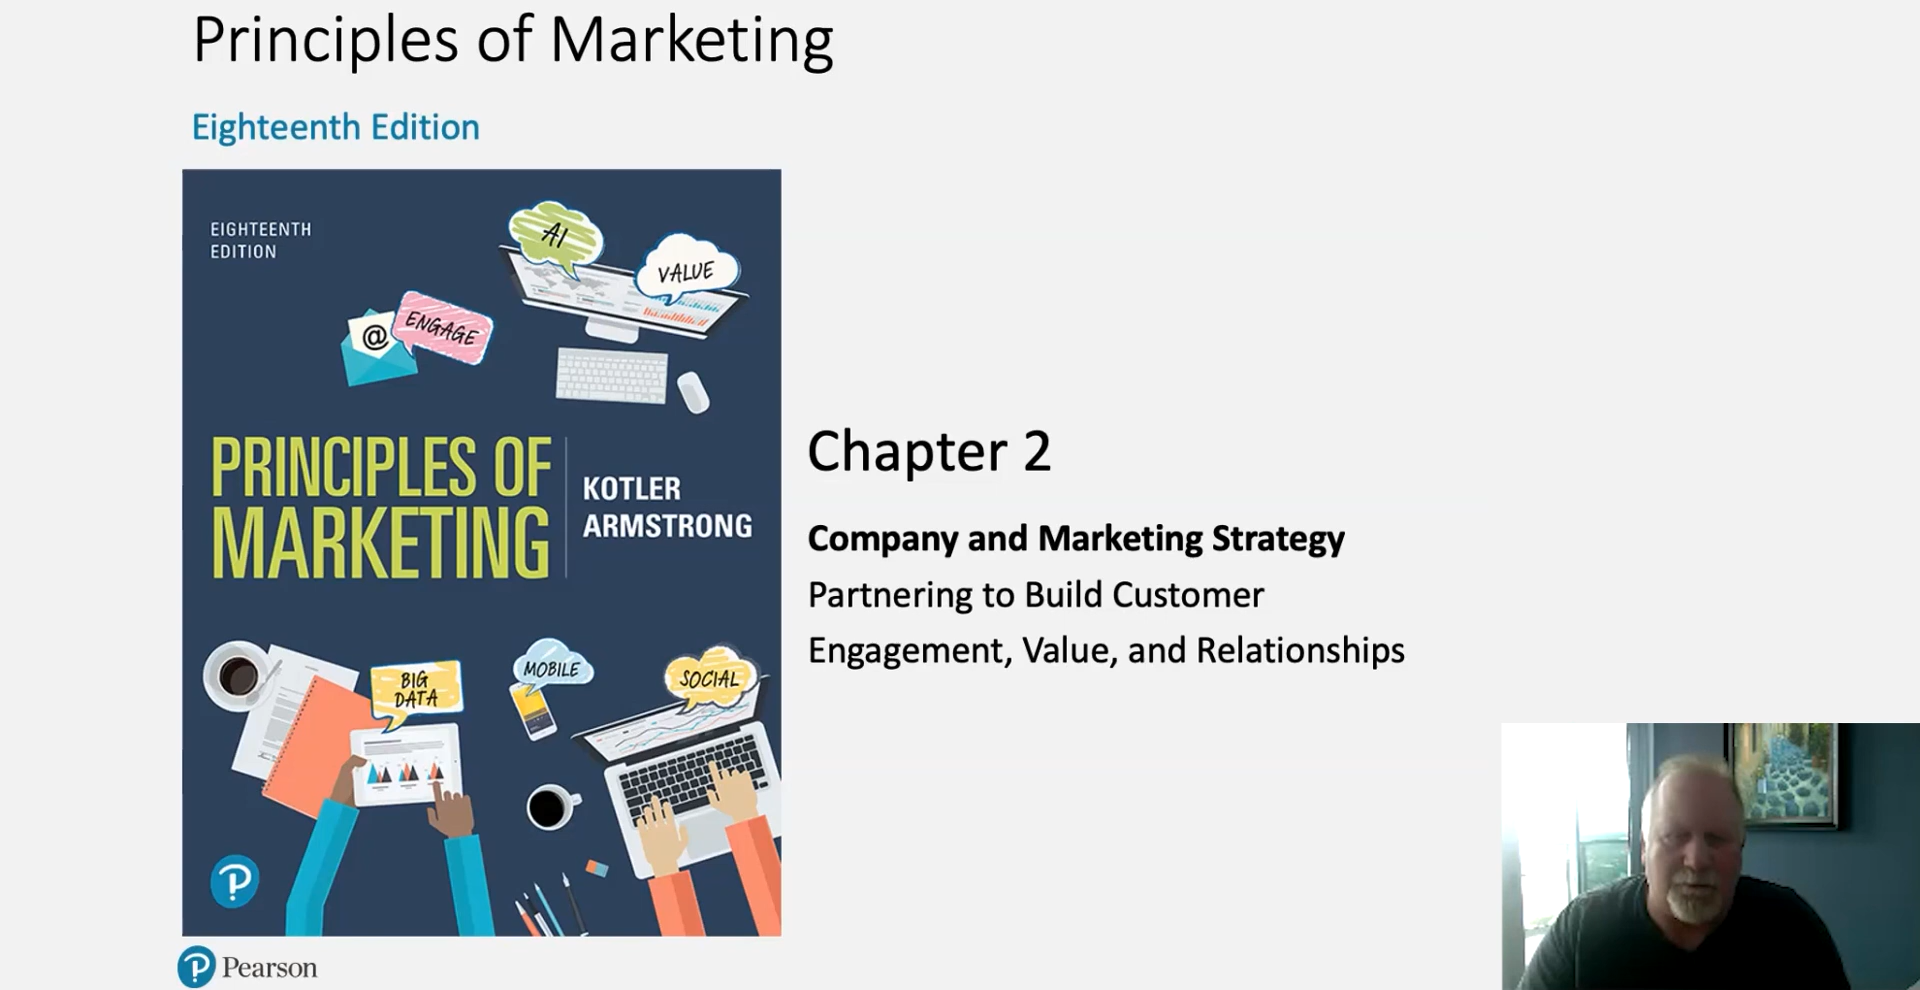 Principles of Marketing
Eighteenth Edition
EIGHTEENTH
EDITION
AI
VALUE
@
ENGAGE
PRINCIPLES OF
MARKETING
KOTLER
ARMSTRONG
BIG
DATA
MOBILE
SOCIAL
P
Pearson
Chapter 2
Company and Marketing Strategy
Partnering to Build Customer
Engagement, Value, and Relationships